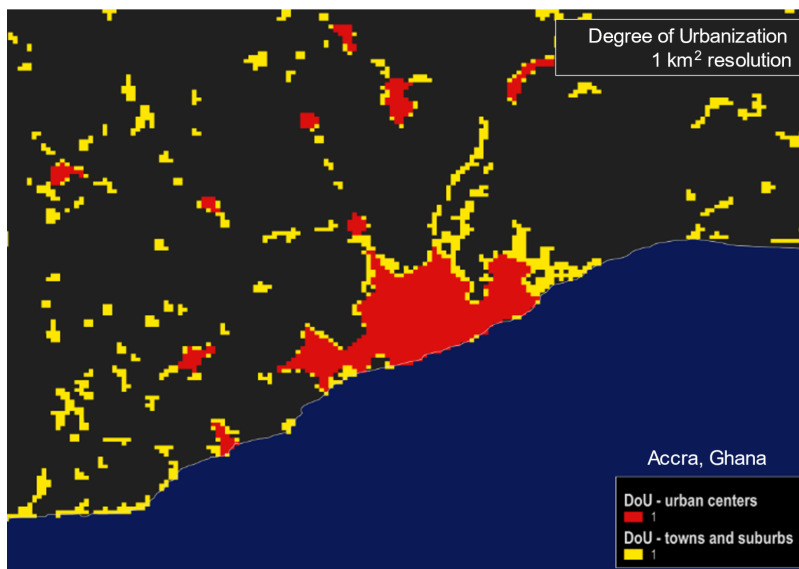 Degree of Urbanization
1 km² resolution
Accra, Ghana
DoU - urban centers
1
DoU - towns and suburbs
1